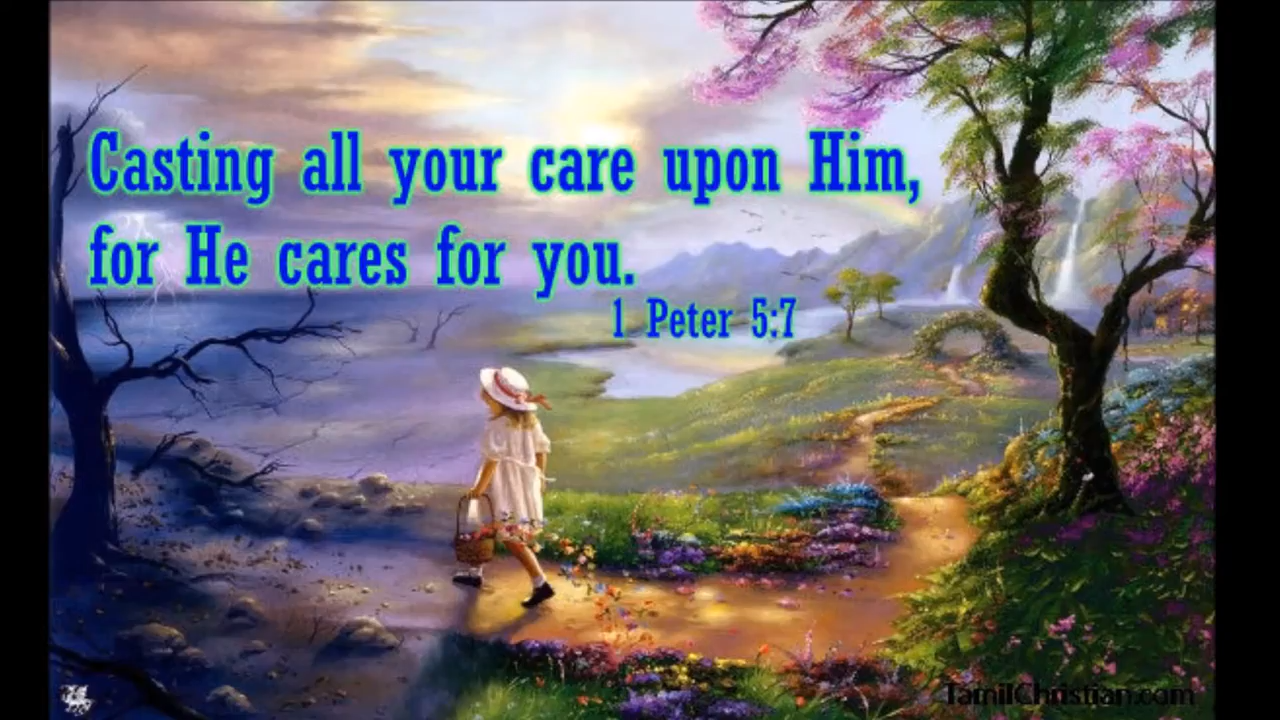 Casting all your care upon Him,
for He cares for you.
1 Peter 5:7
TamilChristian.com